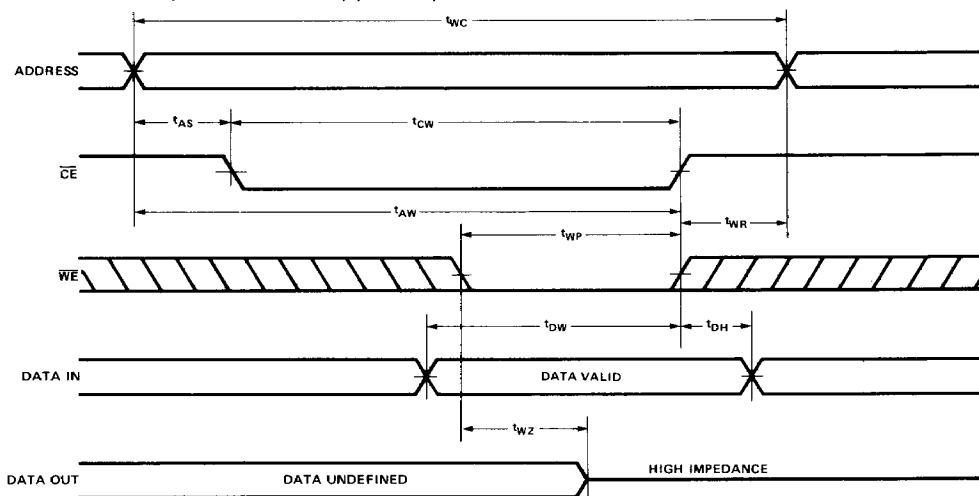 tWC
ADDRESS
tAS
tCW
CE
tAW
tWR
tWP
WE
tDW
tDH
DATA IN
DATA VALID
tWZ
DATA OUT
DATA UNDEFINED
HIGH IMPEDANCE